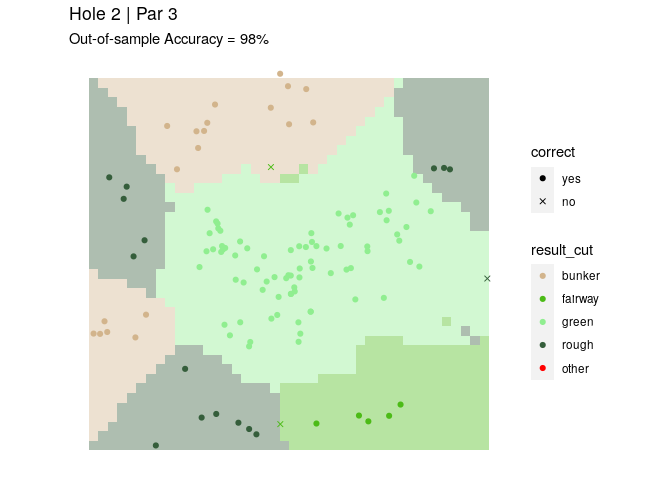 Hole 2 | Par 3
Out-of-sample Accuracy = 98%
correct
yes
no
result_cut
bunker
fairway
green
rough
other